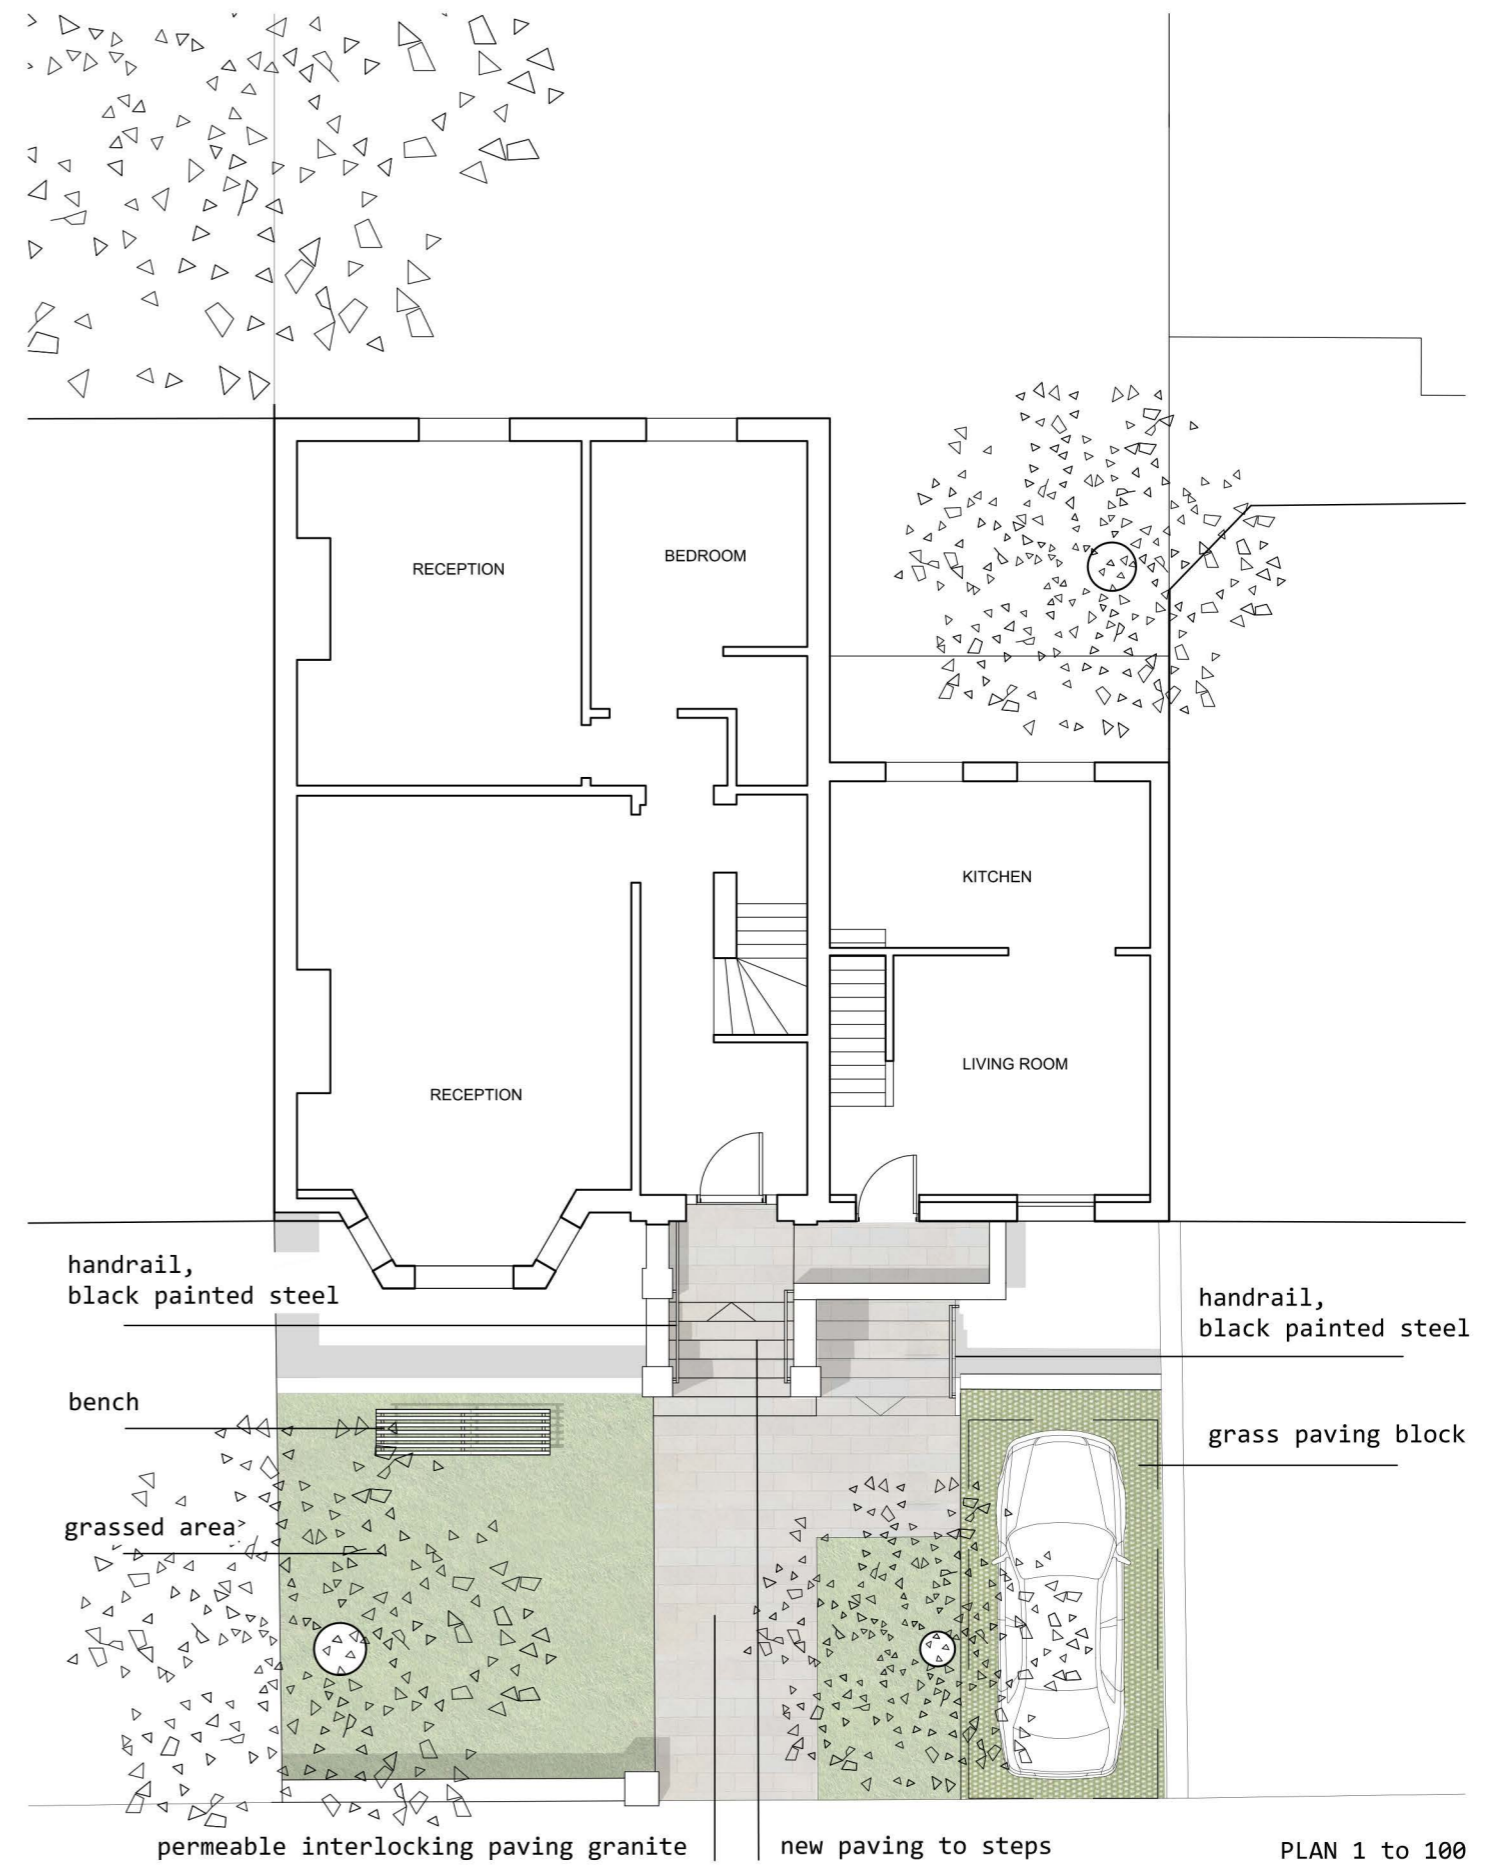 RECEPTION
BEDROOM
KITCHEN
LIVING ROOM
RECEPTION
handrail,
black painted steel
handrail,
black painted steel
bench
grass paving block
grassed area
permeable interlocking paving granite
new paving to steps
PLAN 1 to 100